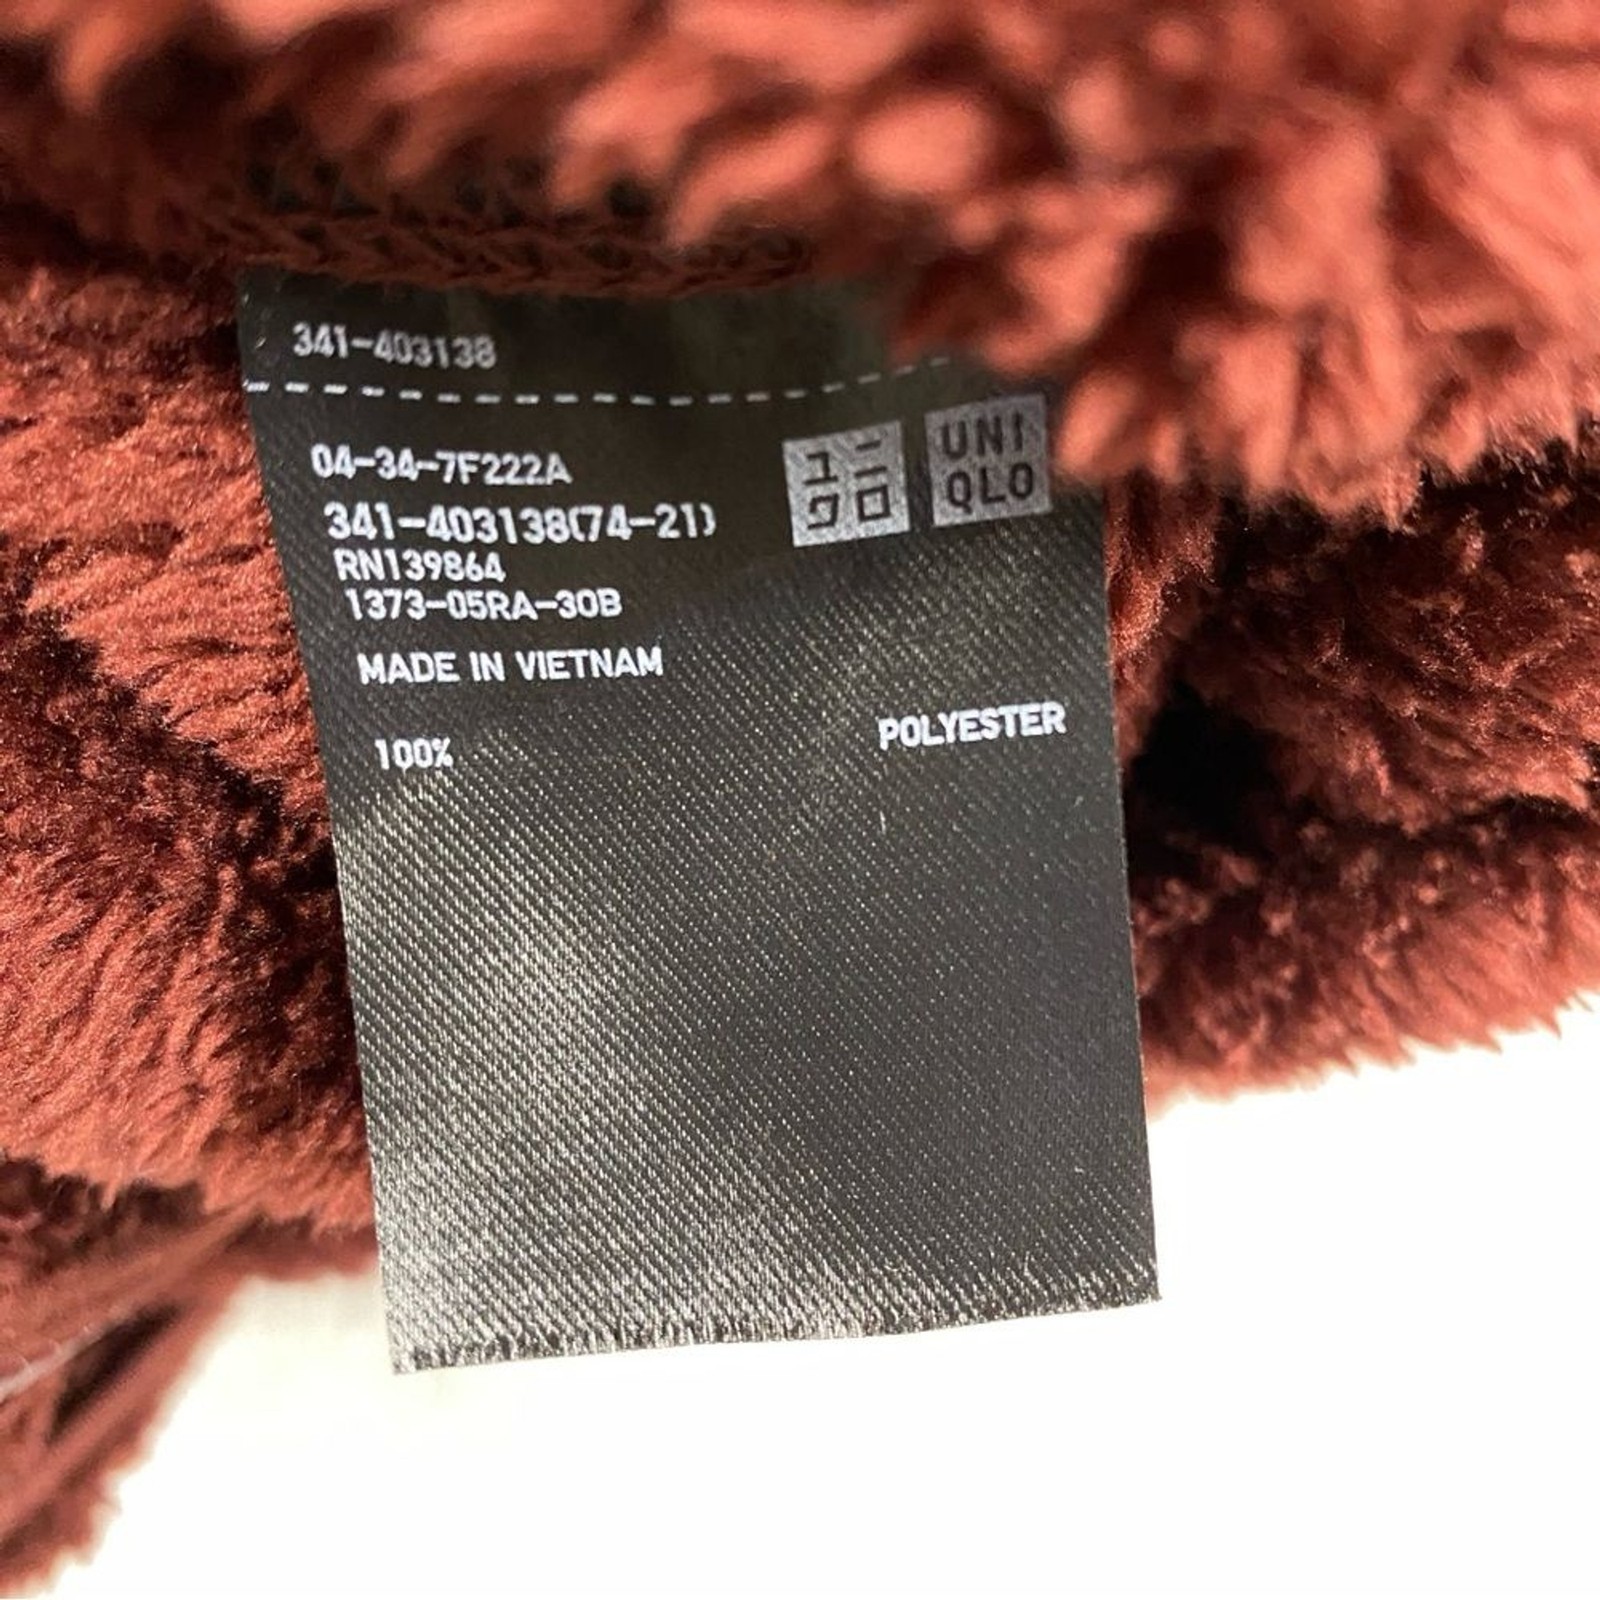 341-403138
04-34-7F222A
ユニ
クロ
UNI
QLO
341-403138(74-21)
RN139864
1373-05RA-30B
MADE IN VIETNAM
100% POLYESTER